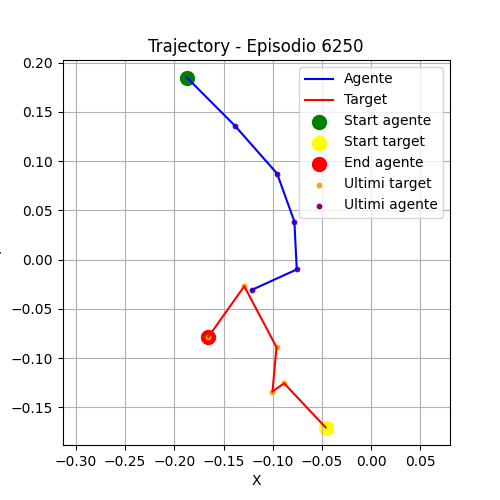 Trajectory - Episodio 6250
Agente
Target
Start agente
Start target
End agente
Ultimi target
Ultimi agente
0.20
0.15
0.10
0.05
0.00
−0.05
−0.10
−0.15
−0.30
−0.25
−0.20
−0.15
−0.10
−0.05
0.00
0.05
X